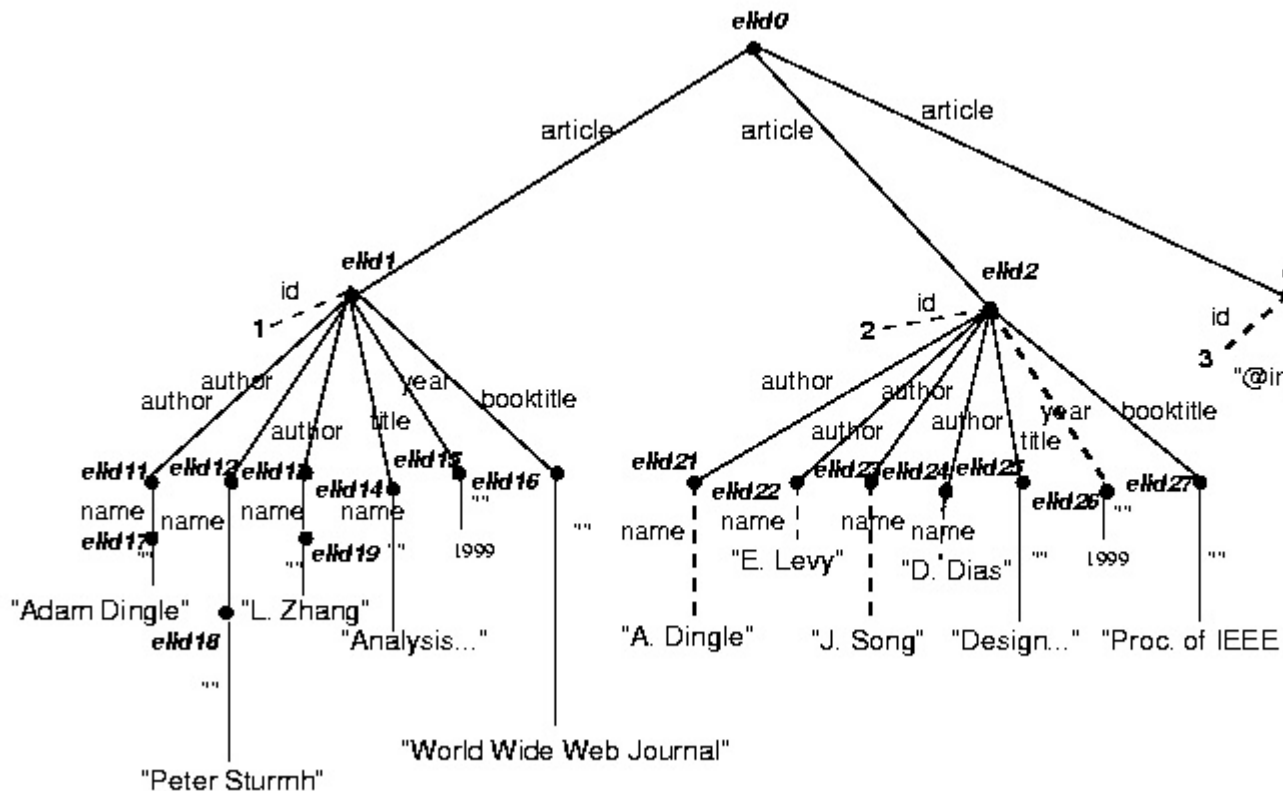 elid0
article
article
article
elid1
elid2
id
1
id
2
id
3
"@in
author
author
author
title
year
booktitle
author
author
author
author
title
year
booktitle
elid11
elid12
elid13
elid14
elid15
elid16
elid21
elid22
elid23
elid24
elid25
elid26
elid27
name
name
name
name
name
name
name
name
elid17
elid19
""
""
""
""
""
""
""
""
1999
1999
"Adam Dingle"
"L. Zhang"
"E. Levy"
"D. Dias"
elid18
"Analysis..."
"A. Dingle"
"J. Song"
"Design..."
"Proc. of IEEE
""
"World Wide Web Journal"
"Peter Sturmh"